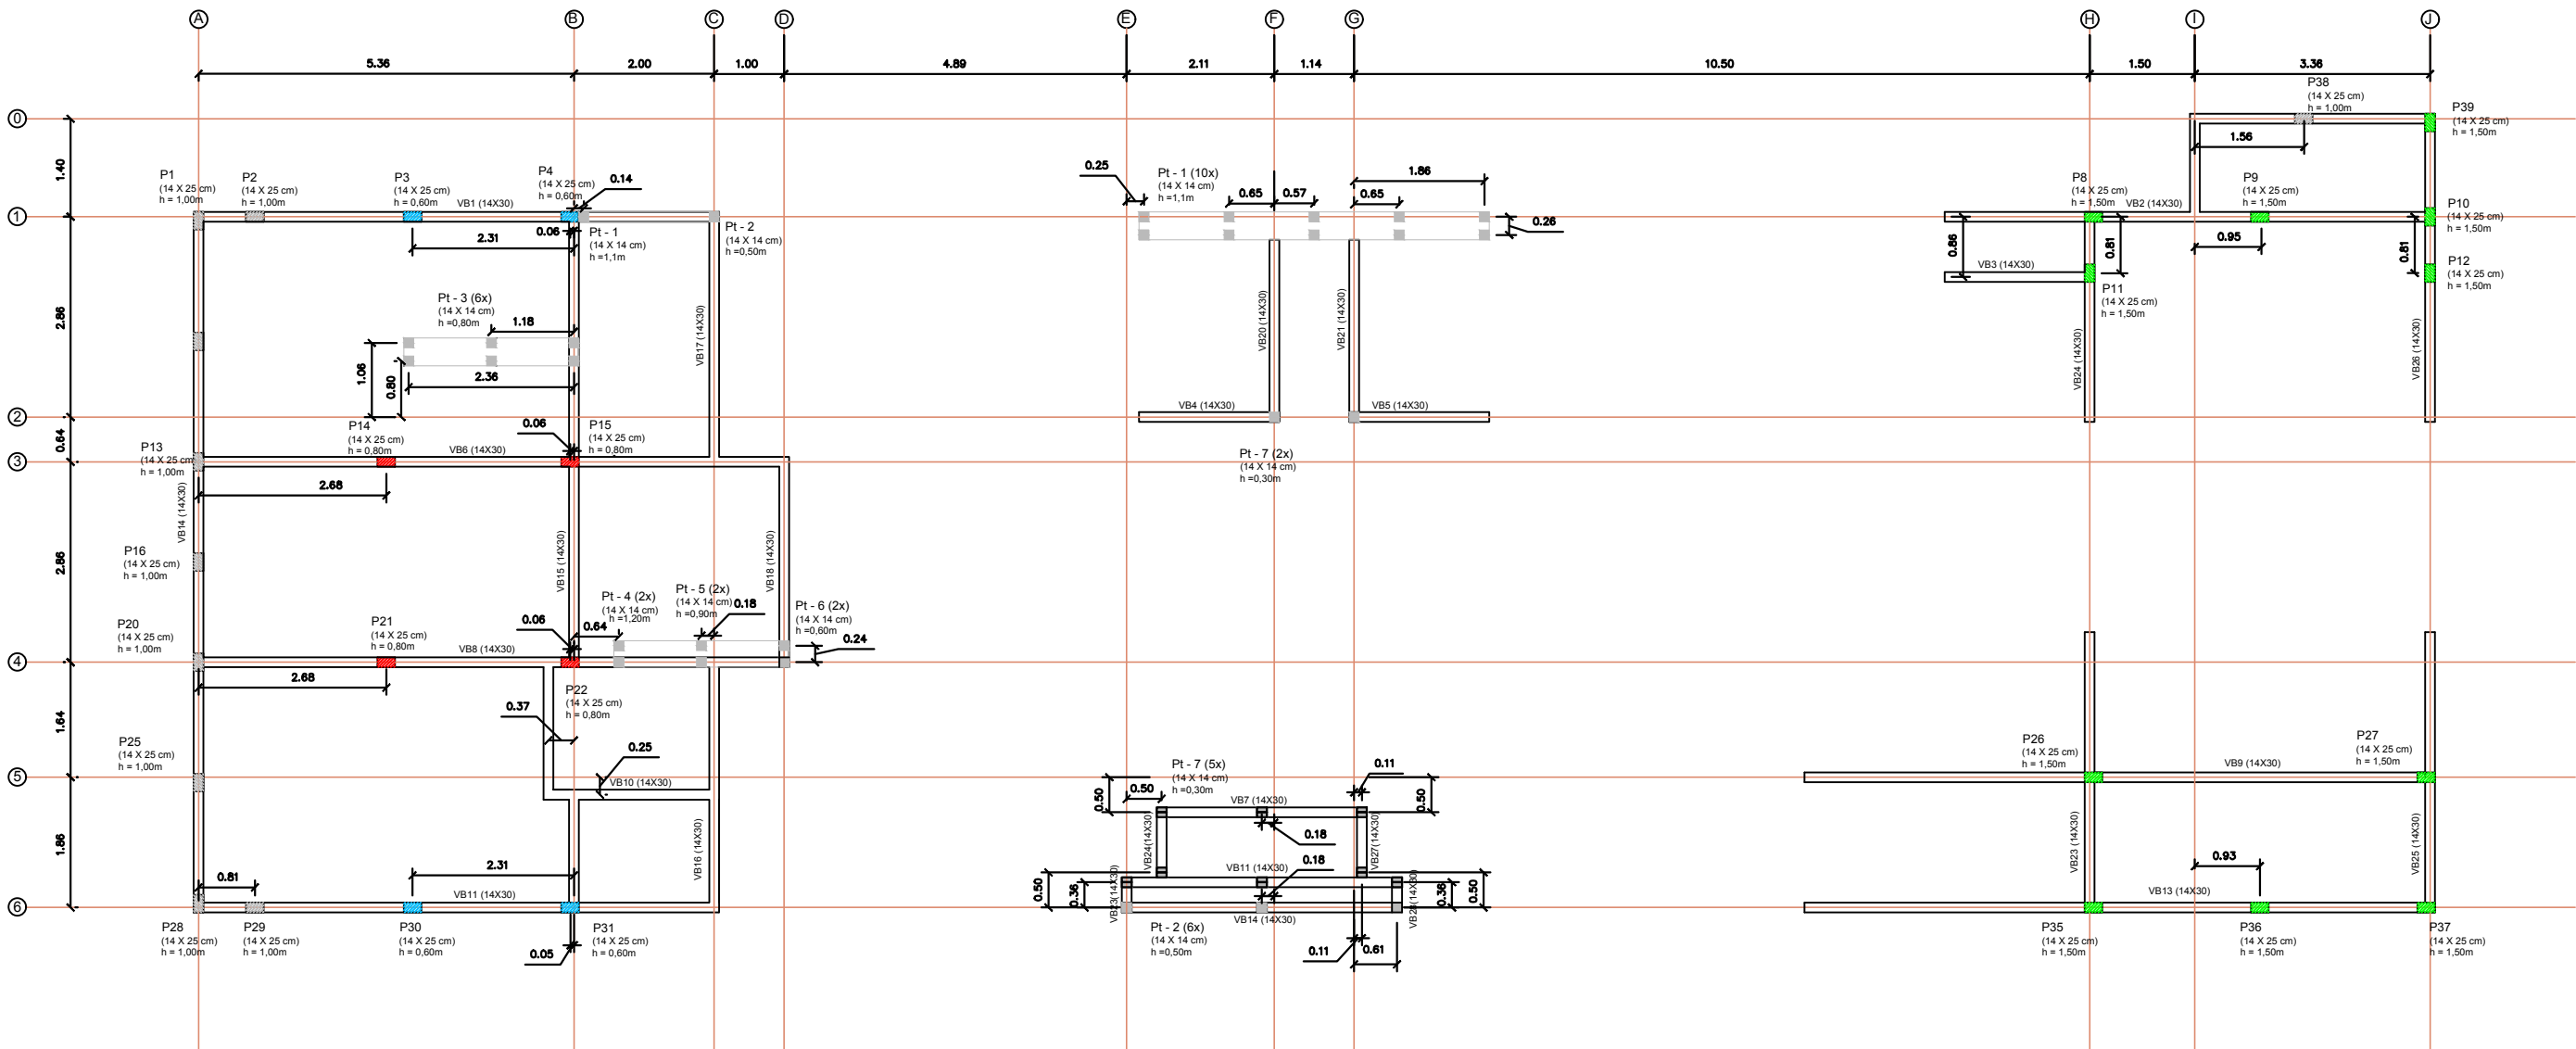 A
B
C
D
E
F
G
H
I
J
5.36
2.00
1.00
4.89
2.11
1.14
10.50
1.50
3.36
0
1
2
3
4
5
6
1.40
2.86
0.64
2.86
1.64
1.86
P1
(14 X 25 cm)
h = 1,00m
P2
(14 X 25 cm)
h = 1,00m
P3
(14 X 25 cm)
h = 0,60m
VB1 (14X30)
P4
(14 X 25 cm)
h = 0,60m
0.14
2.31
0.06
Pt - 1
(14 X 14 cm)
h =1,1m
Pt - 2
(14 X 14 cm)
h =0,50m
Pt - 3 (6x)
(14 X 14 cm)
h =0,80m
1.18
2.36
1.06
0.80
VB17 (14X30)
P13
(14 X 25 cm
h = 1,00m
P14
(14 X 25 cm)
h = 0,80m
VB6 (14X30)
0.06
P15
(14 X 25 cm)
h = 0,80m
2.68
VB14 (14X30)
P16
(14 X 25 cm)
h = 1,00m
VB15 (14X30)
VB18 (14X30)
P20
(14 X 25 cm)
h = 1,00m
P21
(14 X 25 cm)
h = 0,80m
VB8 (14X30)
0.06
0.64
Pt - 4 (2x)
(14 X 14 cm)
h =1,20m
Pt - 5 (2x)
(14 X 14 cm)
h =0,90m
0.18
Pt - 6 (2x)
(14 X 14 cm)
h =0,60m
0.24
2.68
P22
(14 X 25 cm)
h = 0,80m
0.37
0.25
VB10 (14X30)
P25
(14 X 25 cm)
h = 1,00m
VB16 (14X30)
0.81
2.31
VB11 (14X30)
P28
(14 X 25 cm)
h = 1,00m
P29
(14 X 25 cm)
h = 1,00m
P30
(14 X 25 cm)
h = 0,60m
0.05
P31
(14 X 25 cm)
h = 0,60m
0.25
Pt - 1 (10x)
(14 X 14 cm)
h =1,1m
0.65
0.57
0.65
1.86
0.26
VB20 (14X30)
VB21 (14X30)
VB4 (14X30)
VB5 (14X30)
Pt - 7 (2x)
(14 X 14 cm)
h =0,30m
Pt - 7 (5x)
(14 X 14 cm)
h =0,30m
0.11
0.50
0.50
0.50
VB7 (14X30)
0.18
VB24(14X30)
VB27(14X30)
VB11 (14X30)
0.18
0.50
0.36
VB23(14X30)
VB28(14X30)
0.36
0.50
VB14 (14X30)
Pt - 2 (6x)
(14 X 14 cm)
h =0,50m
0.11
0.61
P38
(14 X 25 cm)
h = 1,00m
P39
(14 X 25 cm)
h = 1,50m
1.56
P8
(14 X 25 cm)
h = 1,50m
VB2 (14X30)
P9
(14 X 25 cm)
h = 1,50m
P10
(14 X 25 cm)
h = 1,50m
0.86
0.81
0.95
0.81
VB3 (14X30)
P11
(14 X 25 cm)
h = 1,50m
P12
(14 X 25 cm)
h = 1,50m
VB24 (14X30)
VB26 (14X30)
P26
(14 X 25 cm)
h = 1,50m
P27
(14 X 25 cm)
h = 1,50m
VB9 (14X30)
VB23 (14X30)
VB25 (14X30)
0.93
VB13 (14X30)
P35
(14 X 25 cm)
h = 1,50m
P36
(14 X 25 cm)
h = 1,50m
P37
(14 X 25 cm)
h = 1,50m